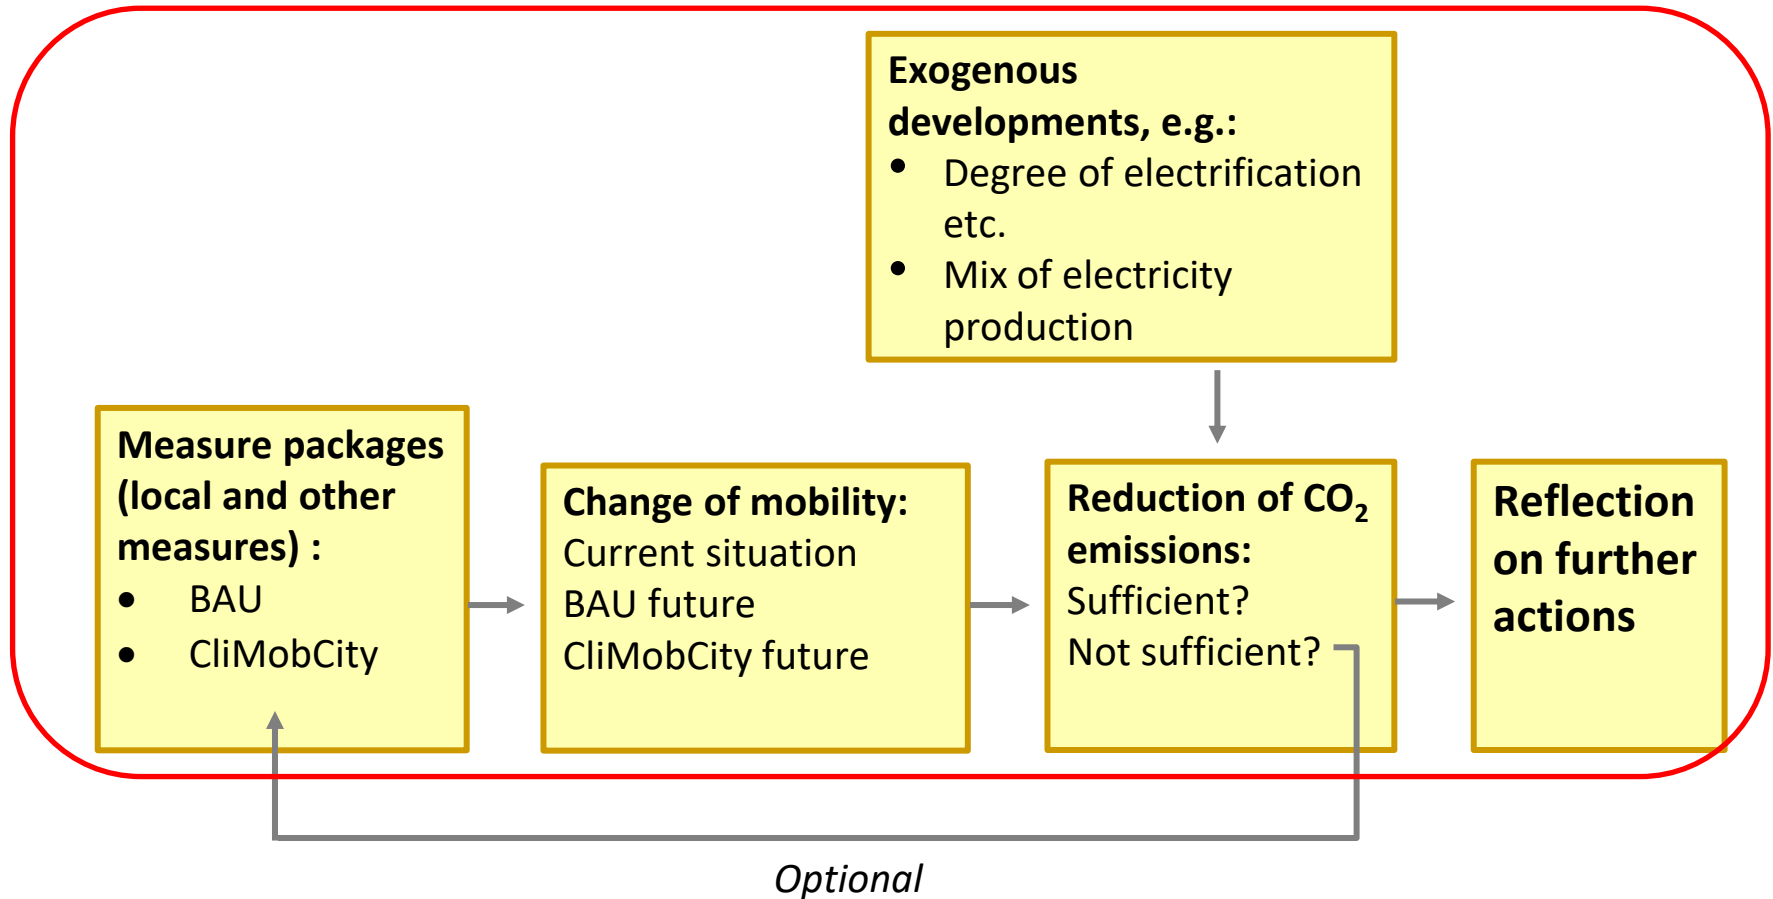 Exogenous
developments, e.g.:
• Degree of electrification
etc.
• Mix of electricity
production
Measure packages
(local and other
measures) :
• BAU
• CliMobCity
Change of mobility:
Current situation
BAU future
CliMobCity future
Reduction of CO₂
emissions:
Sufficient?
Not sufficient?
Reflection
on further
actions
Optional